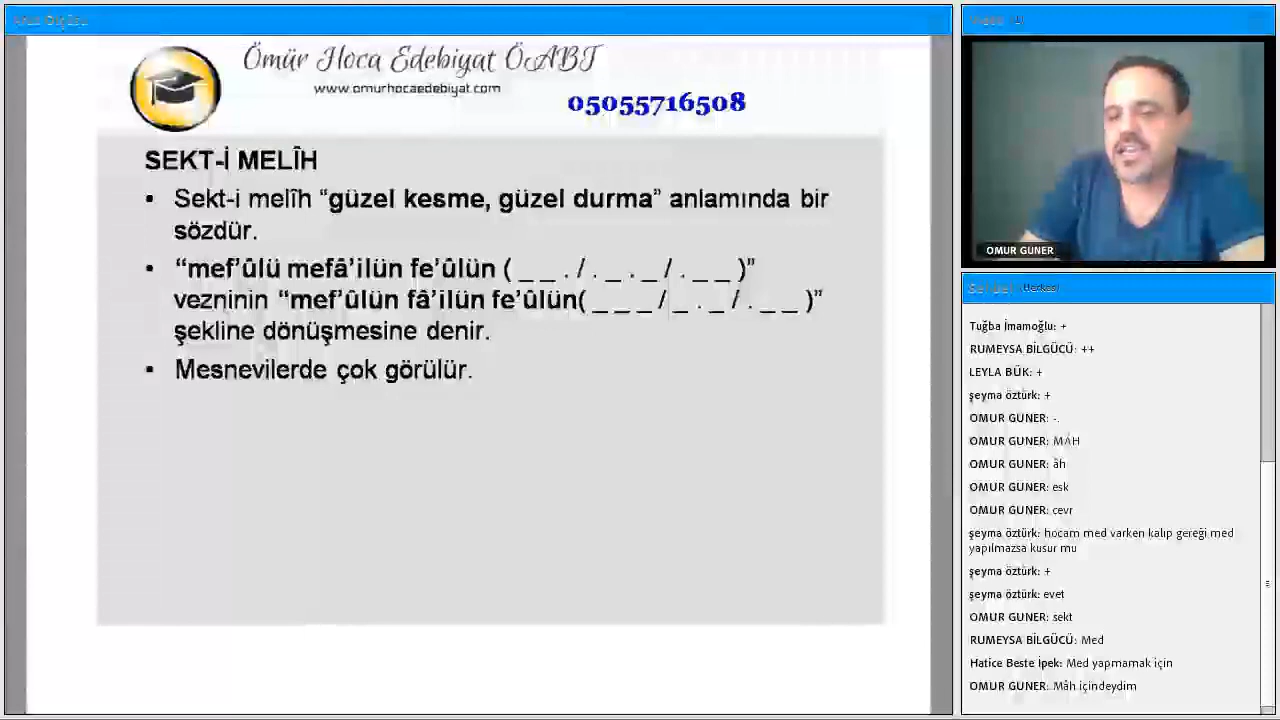 Ömür Hoca Edebiyat ÖABT
www.omurhocaedebiyat.com
05055716508
SEKT-İ MELÎH
• Sekt-i melîh “güzel kesme, güzel durma” anlamında bir
sözdür.
• “mef’ûlü mefâ’ilün fe’ûlün ( _ _ . / . _ . _ / . _ _ )”
vezninin “mef’ûlün fâ’ilün fe’ûlün( _ _ _ / _ . _ / . _ _ )”
şekline dönüşmesine denir.
• Mesnevilerde çok görülür.
OMUR GUNER
(Herkes)
Tuğba İmamoğlu: +
RUMEYSA BİLGÜCÜ: ++
LEYLA BÜK: +
şeyma öztürk: +
OMUR GUNER: -.
OMUR GUNER: MÂH
OMUR GUNER: âh
OMUR GUNER: esk
OMUR GUNER: cevr
şeyma öztürk: hocam med varken kalıp gereği med
yapılmazsa kusur mu
şeyma öztürk: +
şeyma öztürk: evet
OMUR GUNER: sekt
RUMEYSA BİLGÜCÜ: Med
Hatice Beste İpek: Med yapmamak için
OMUR GUNER: Mâh içindeydim